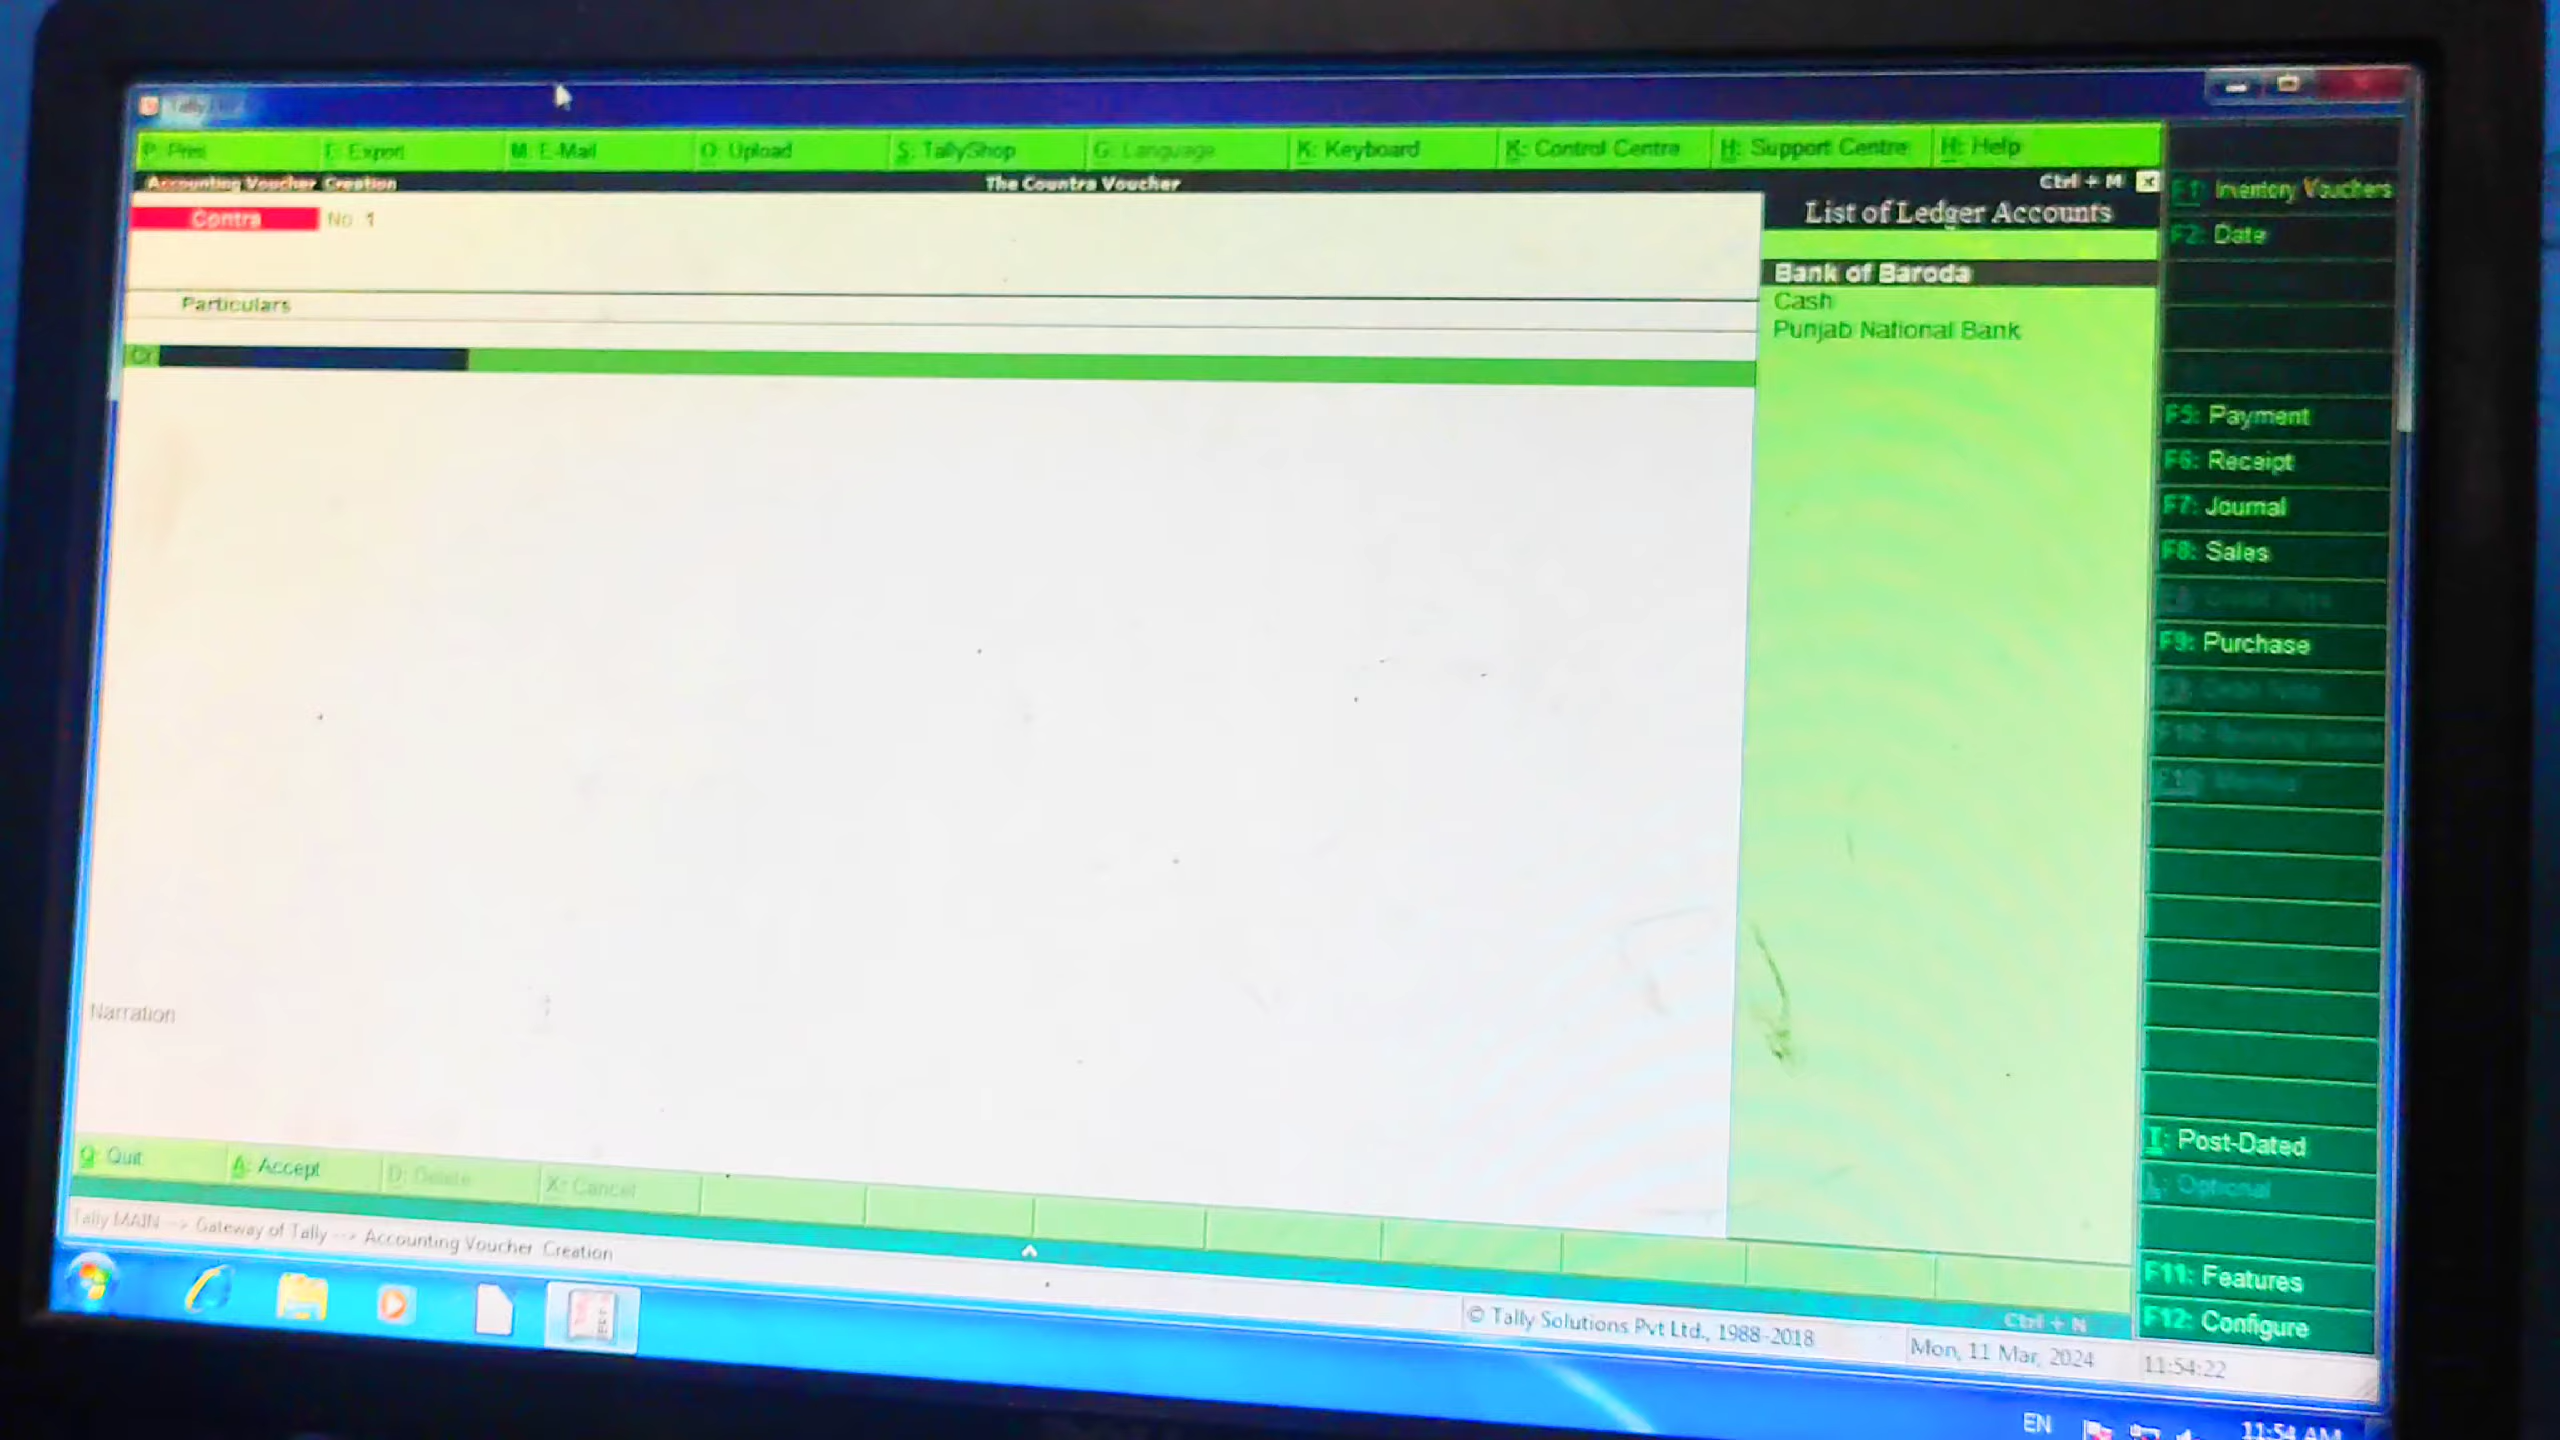 Tally
P: Print E: Export M: E-Mail O: Upload S: TallyShop G: Language K: Keyboard K: Control Centre H: Support Centre H: Help
Accounting Voucher Creation The Countra Voucher Ctrl + M
Contra No. 1
List of Ledger Accounts
Particulars
Bank of Baroda
Cash
Punjab National Bank
Cr
F1: Inventory Vouchers
F2: Date
F5: Payment
F6: Receipt
F7: Journal
F8: Sales
F9: Purchase
Narration
I: Post-Dated
L: Optional
F11: Features
F12: Configure
Q: Quit A: Accept D: Delete X: Cancel
Tally MAIN --> Gateway of Tally --> Accounting Voucher Creation
Ctrl + N
© Tally Solutions Pvt Ltd., 1988-2018 Mon, 11 Mar, 2024 11:54:22
EN 11:54 AM